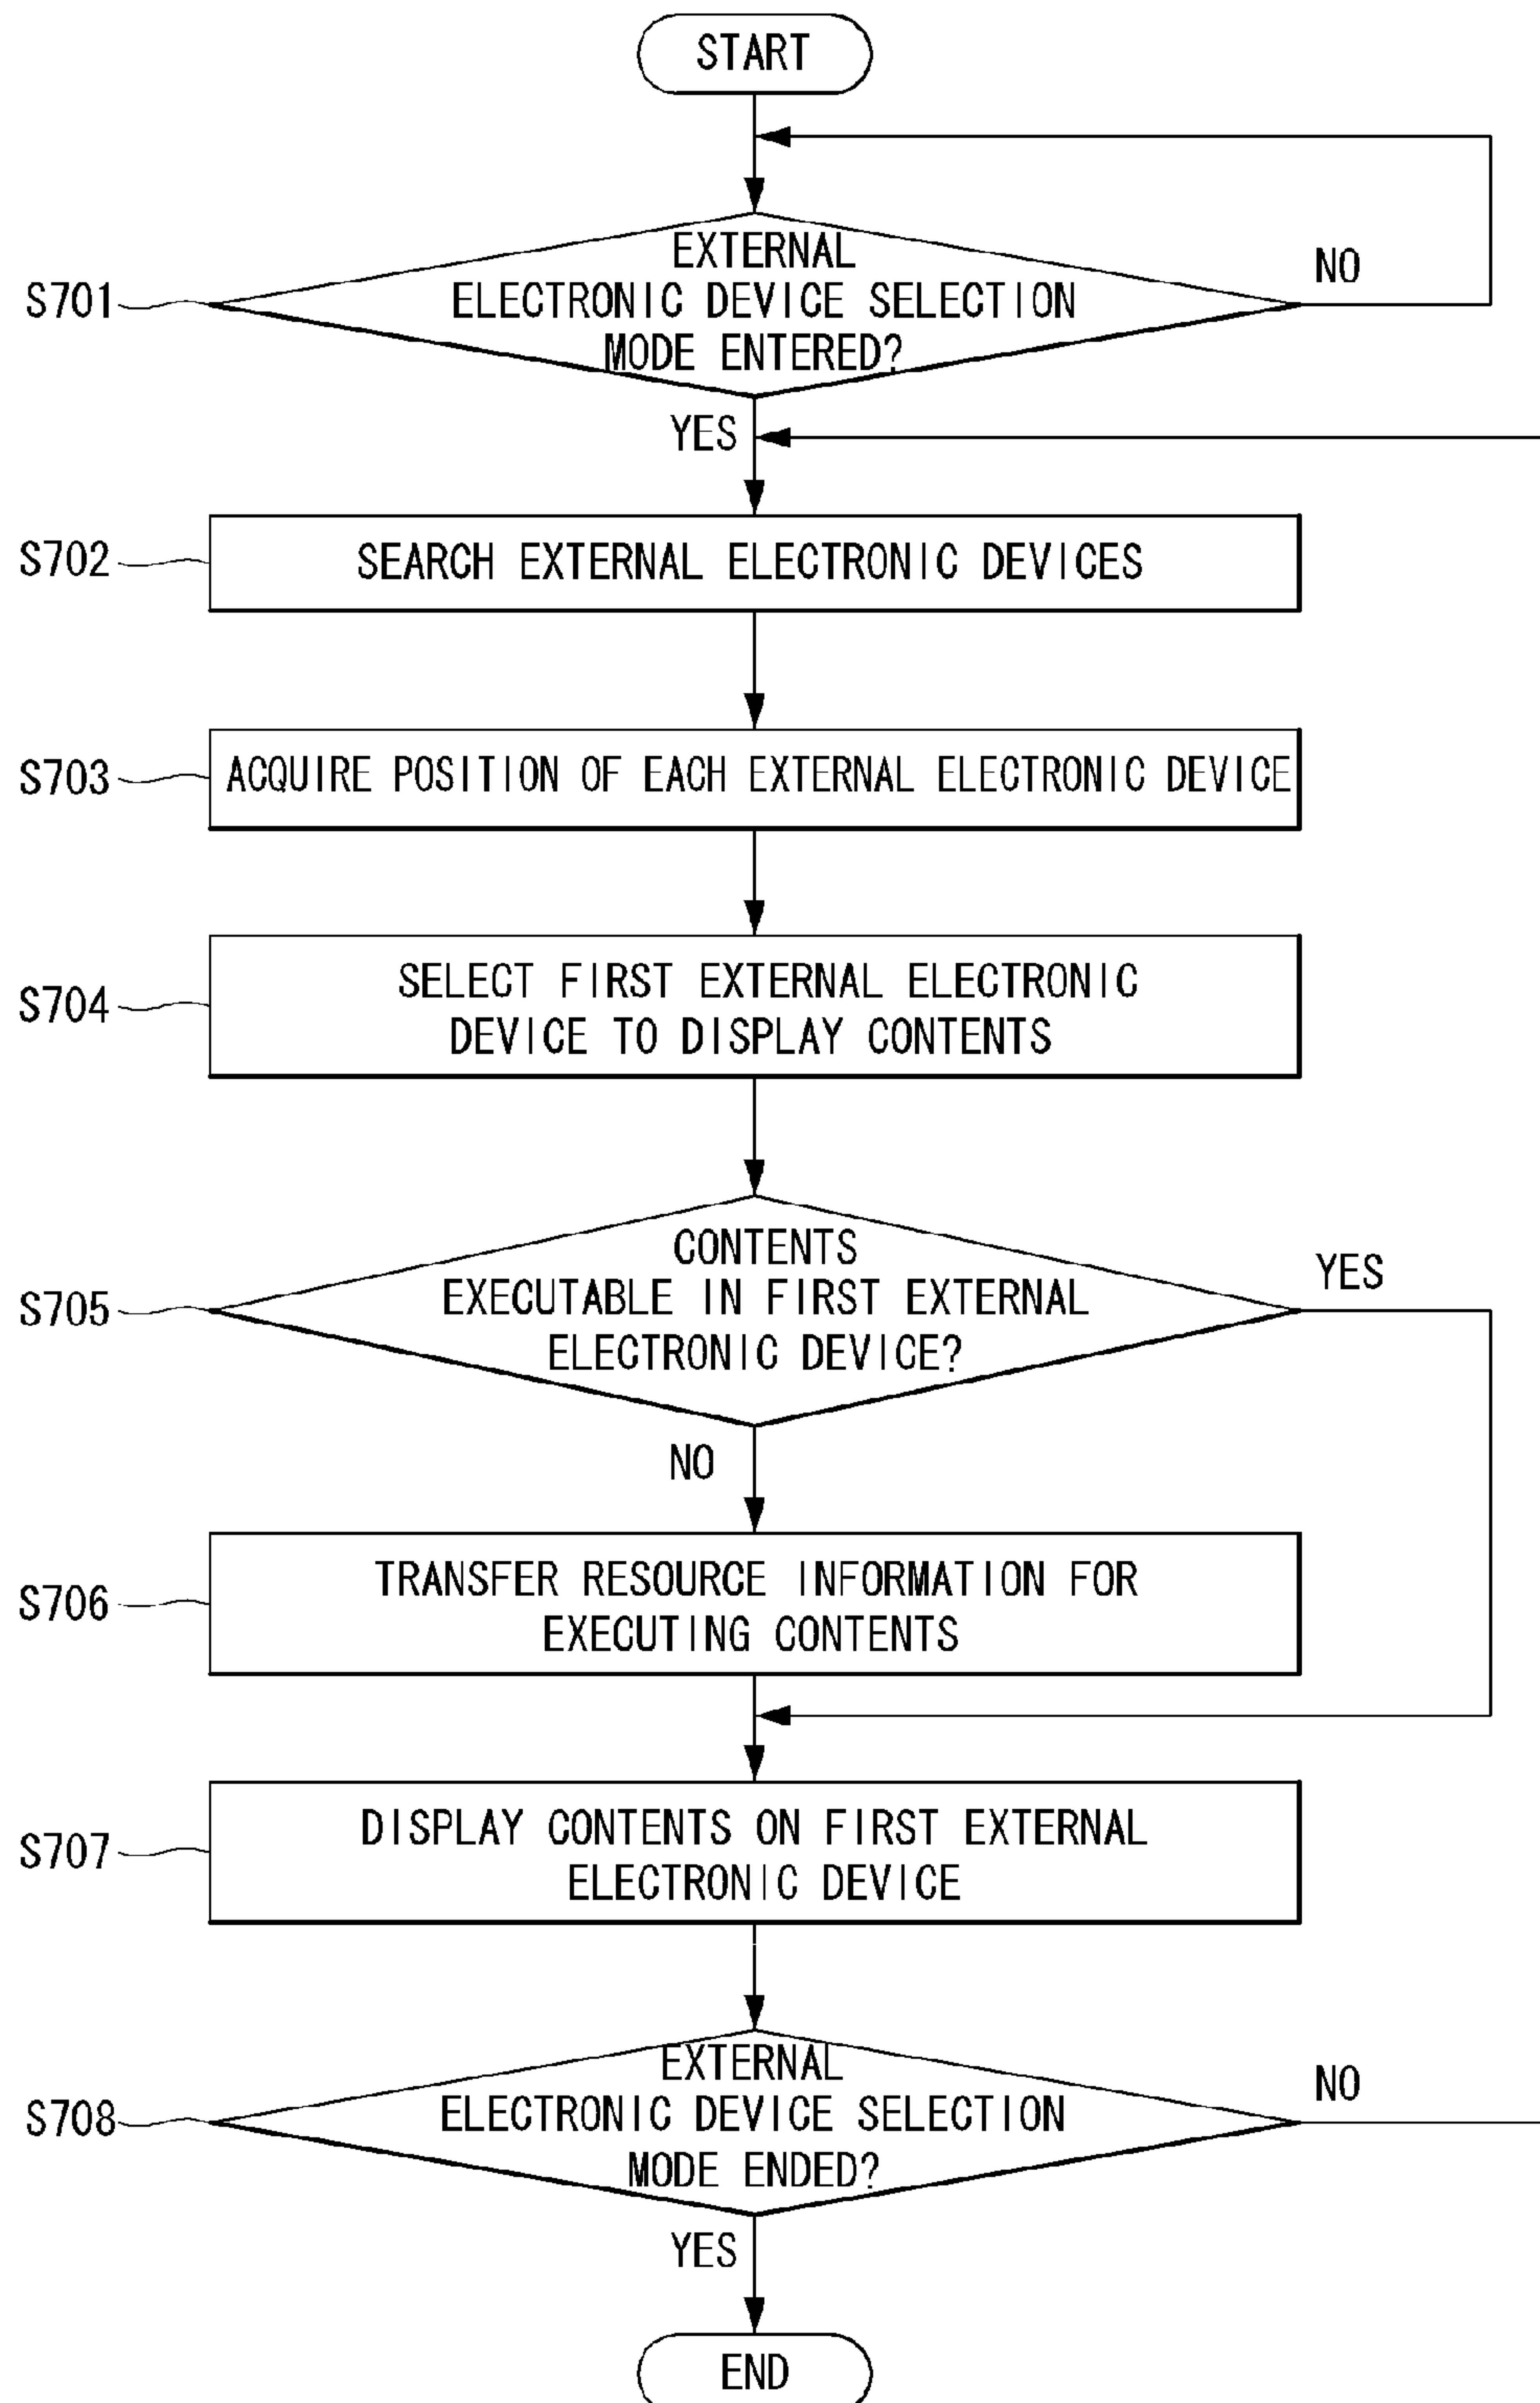 START
EXTERNAL
ELECTRONIC DEVICE SELECTION
MODE ENTERED?
NO
S701
YES
S702
SEARCH EXTERNAL ELECTRONIC DEVICES
S703
ACQUIRE POSITION OF EACH EXTERNAL ELECTRONIC DEVICE
S704
SELECT FIRST EXTERNAL ELECTRONIC
DEVICE TO DISPLAY CONTENTS
S705
CONTENTS
EXECUTABLE IN FIRST EXTERNAL
ELECTRONIC DEVICE?
YES
NO
S706
TRANSFER RESOURCE INFORMATION FOR
EXECUTING CONTENTS
S707
DISPLAY CONTENTS ON FIRST EXTERNAL
ELECTRONIC DEVICE
S708
EXTERNAL
ELECTRONIC DEVICE SELECTION
MODE ENDED?
NO
YES
END